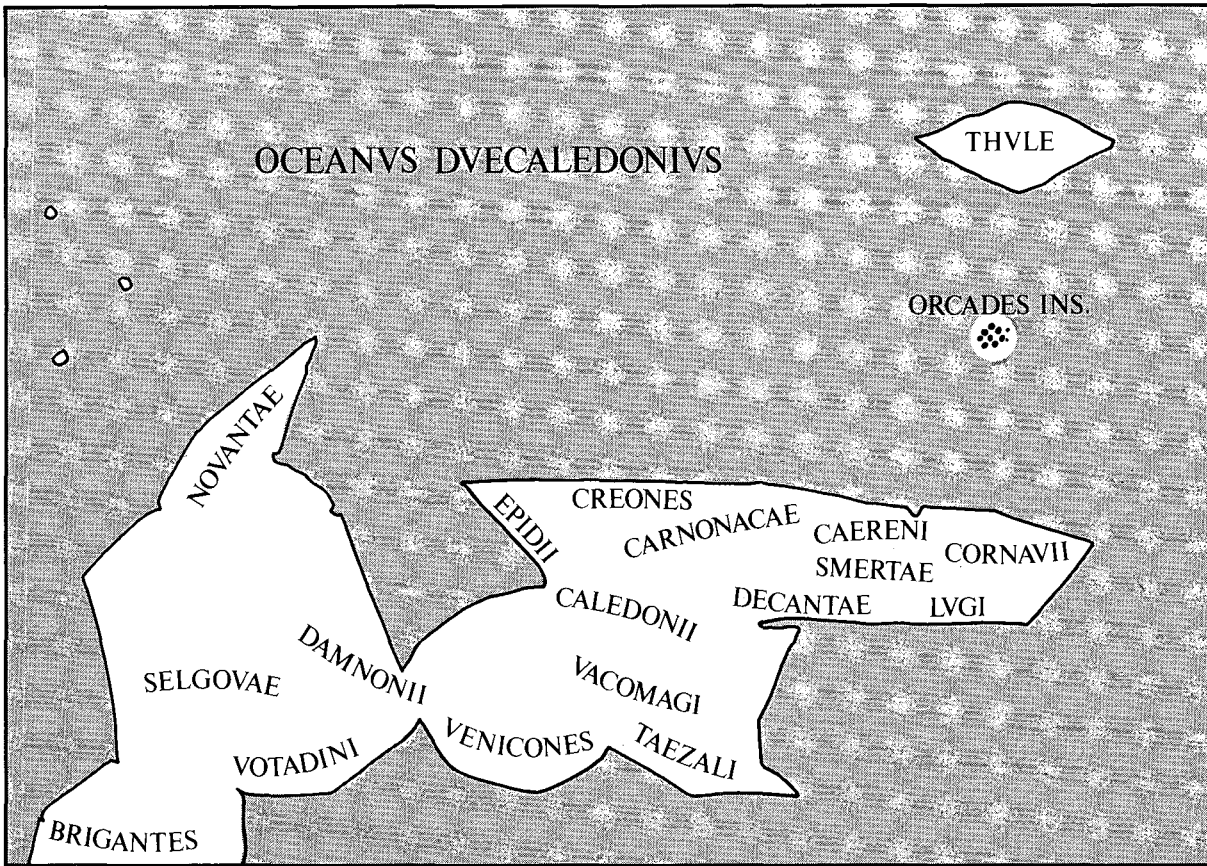 THVLE
OCEANVS DVECALEDONIVS
ORCADES INS.
NOVANTAE
EPIDII
CREONES
CARNONACAE
CAERENI
CORNAVII
SMERTAE
DECANTAE
LVGI
CALEDONII
DAMNONII
SELGOVAE
VACOMAGI
VENICONES
TAEZALI
VOTADINI
BRIGANTES